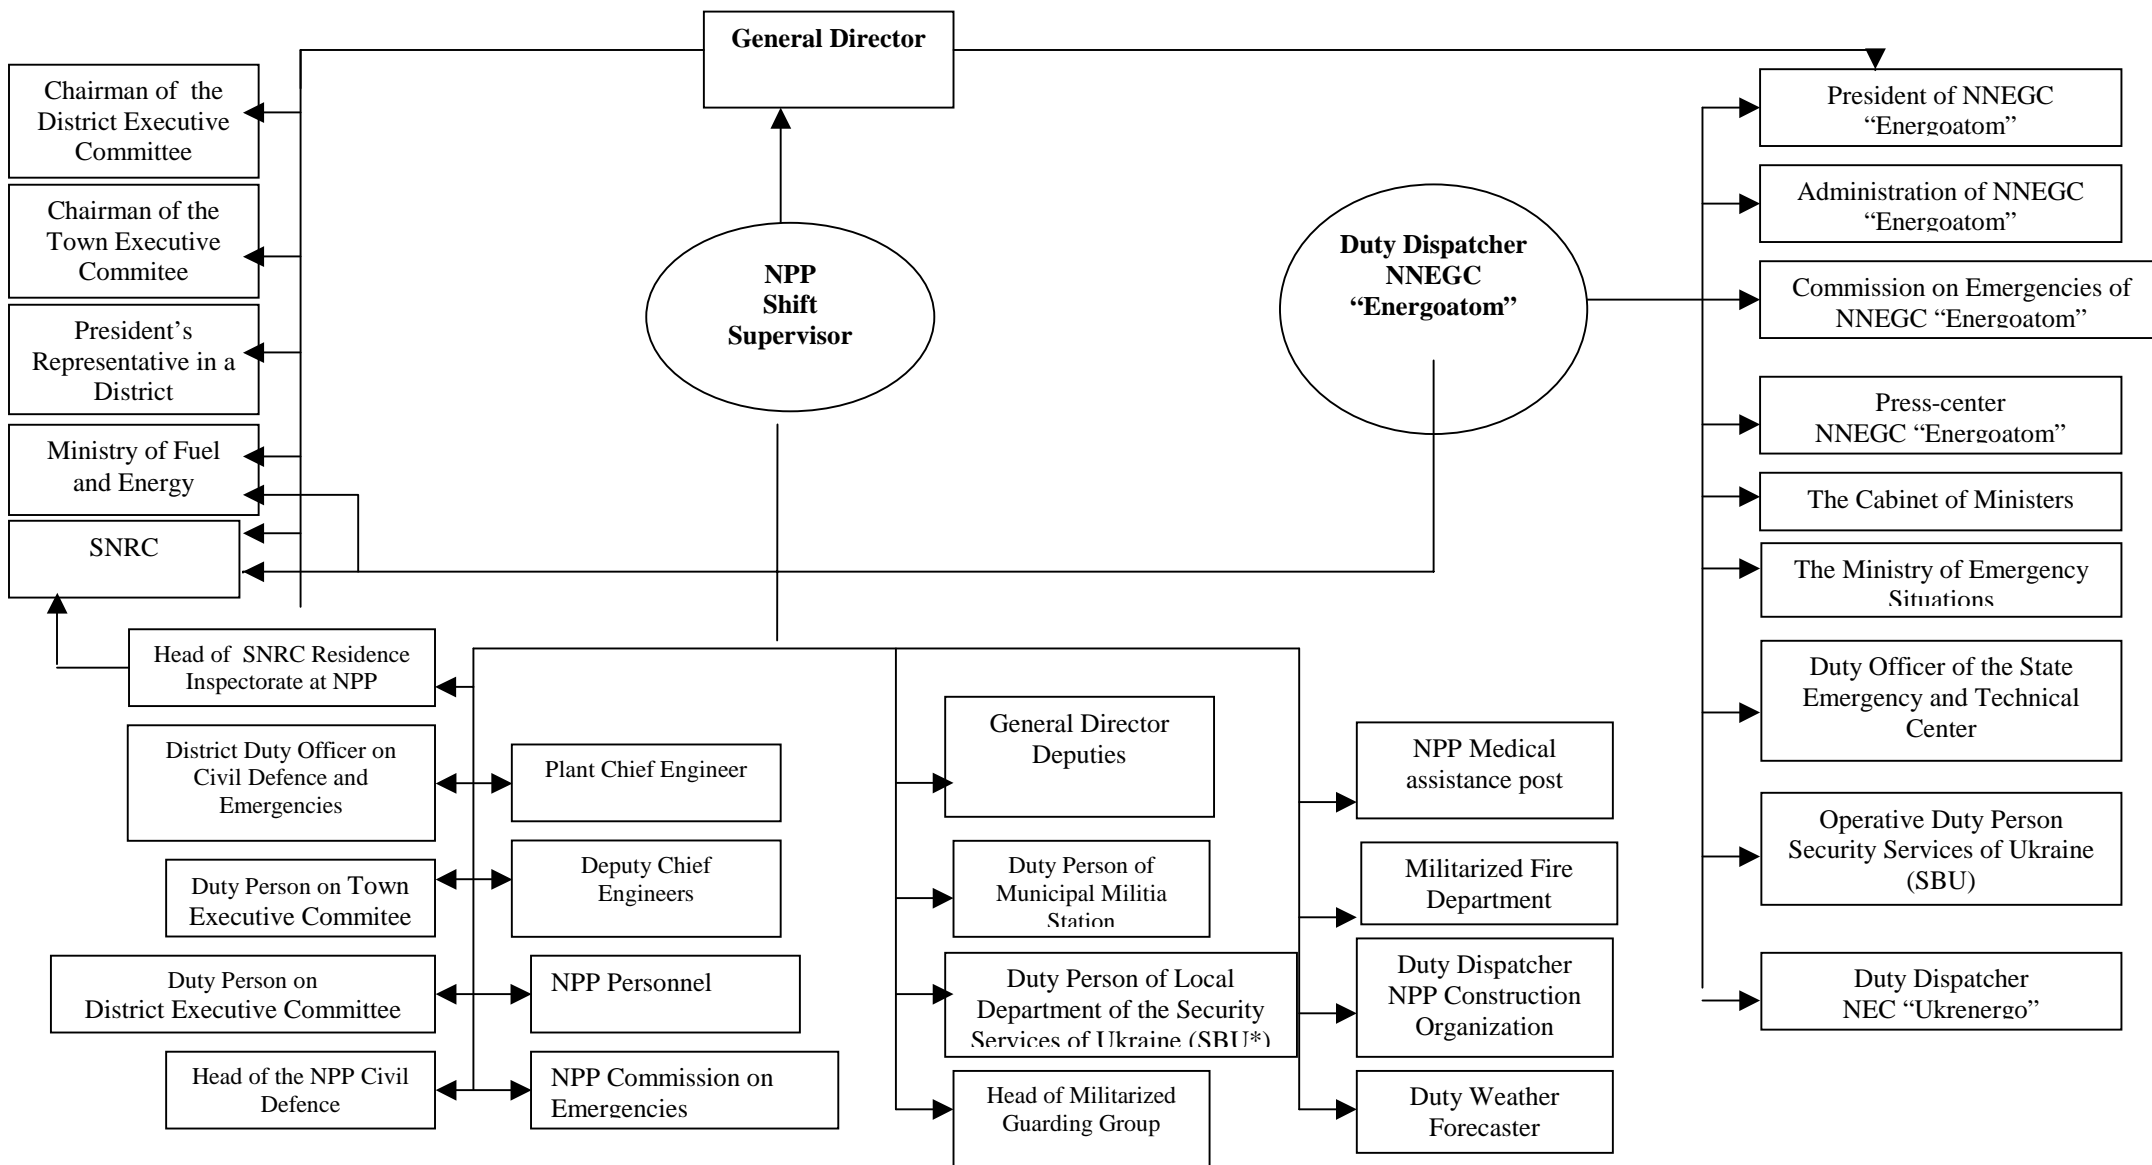 General Director
Chairman of the
District Executive
Committee
Chairman of the
Town Executive
Commitee
President’s
Representative in a
District
Ministry of Fuel
and Energy
SNRC
NPP
Shift
Supervisor
Duty Dispatcher
NNEGC
“Energoatom”
President of NNEGC
“Energoatom”
Administration of NNEGC
“Energoatom”
Commission on Emergencies of
NNEGC “Energoatom”
Press-center
NNEGC “Energoatom”
The Cabinet of Ministers
The Ministry of Emergency
Situations
Duty Officer of the State
Emergency and Technical
Center
Operative Duty Person
Security Services of Ukraine
(SBU)
Duty Dispatcher
NEC “Ukrenergo”
Head of SNRC Residence
Inspectorate at NPP
District Duty Officer on
Civil Defence and
Emergencies
Duty Person on Town
Executive Commitee
Duty Person on
District Executive Committee
Head of the NPP Civil
Defence
Plant Chief Engineer
Deputy Chief
Engineers
NPP Personnel
NPP Commission on
Emergencies
General Director
Deputies
Duty Person of
Municipal Militia
Station
Duty Person of Local
Department of the Security
Services of Ukraine (SBU*)
Head of Militarized
Guarding Group
NPP Medical
assistance post
Militarized Fire
Department
Duty Dispatcher
NPP Construction
Organization
Duty Weather
Forecaster